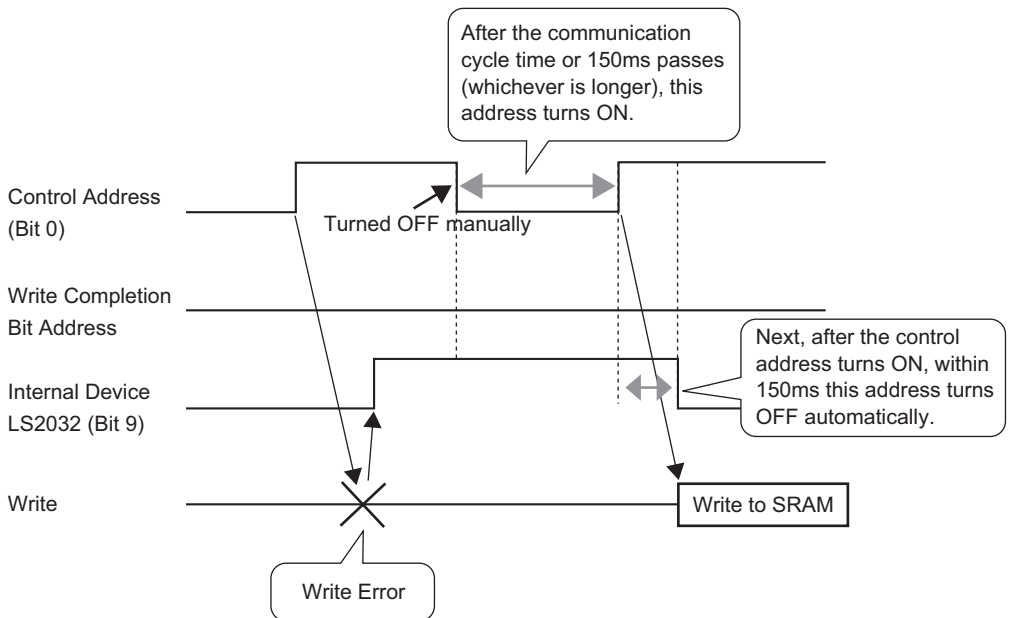 After the communication
cycle time or 150ms passes
(whichever is longer), this
address turns ON.
Control Address
(Bit 0)
Turned OFF manually
Write Completion
Bit Address
Next, after the control
address turns ON, within
150ms this address turns
OFF automatically.
Internal Device
LS2032 (Bit 9)
Write
Write to SRAM
Write Error